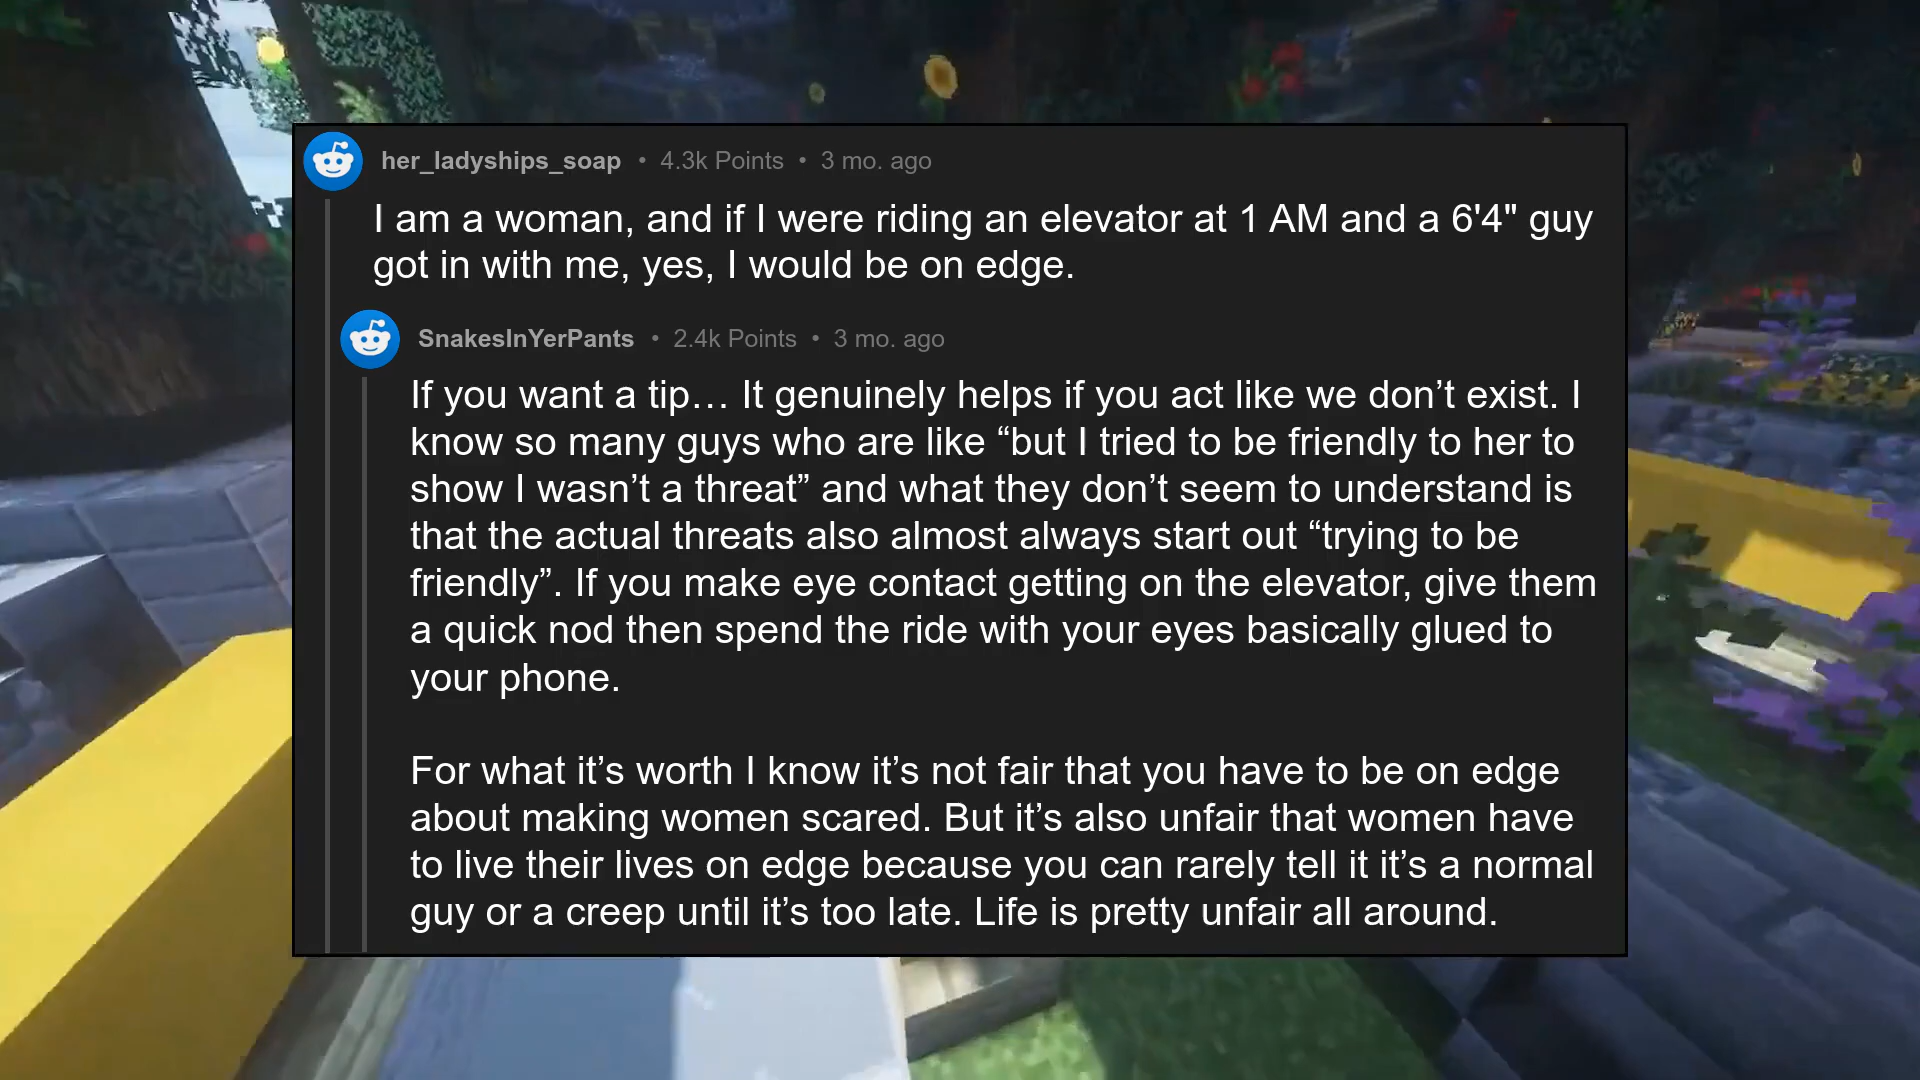 her_ladyships_soap • 4.3k Points • 3 mo. ago
I am a woman, and if I were riding an elevator at 1 AM and a 6'4" guy
got in with me, yes, I would be on edge.
SnakesInYerPants • 2.4k Points • 3 mo. ago
If you want a tip… It genuinely helps if you act like we don’t exist. I
know so many guys who are like “but I tried to be friendly to her to
show I wasn’t a threat” and what they don’t seem to understand is
that the actual threats also almost always start out “trying to be
friendly”. If you make eye contact getting on the elevator, give them
a quick nod then spend the ride with your eyes basically glued to
your phone.
For what it’s worth I know it’s not fair that you have to be on edge
about making women scared. But it’s also unfair that women have
to live their lives on edge because you can rarely tell it it’s a normal
guy or a creep until it’s too late. Life is pretty unfair all around.